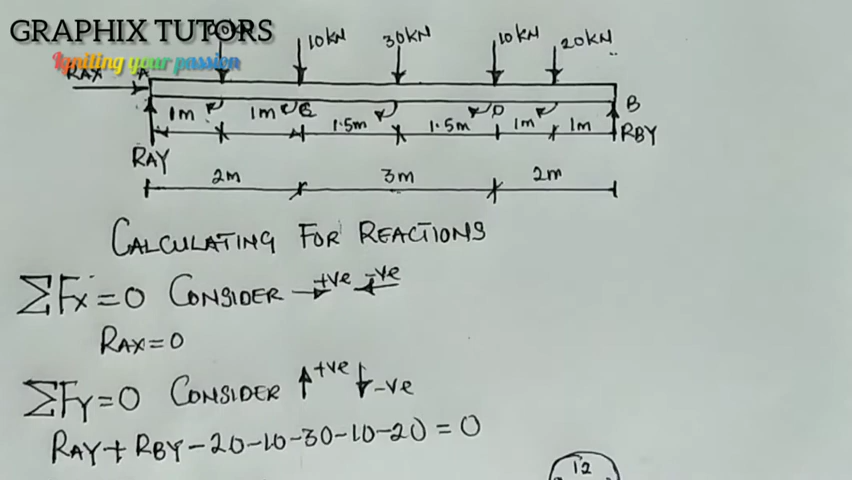 GRAPHIX TUTORS
Igniting your passion
10KN 30KN 10KN 20KN
RAX A
1m 1m C 1.5m 1.5m D 1m 1m B
RAY RBY
2m 3m 2m
CALCULATING FOR REACTIONS
ΣFx=0 CONSIDER → +ve ← -ve
RAX=0
ΣFy=0 CONSIDER ↑ +ve ↓ -ve
RAY + RBY - 20-10-30-10-20 = 0
12